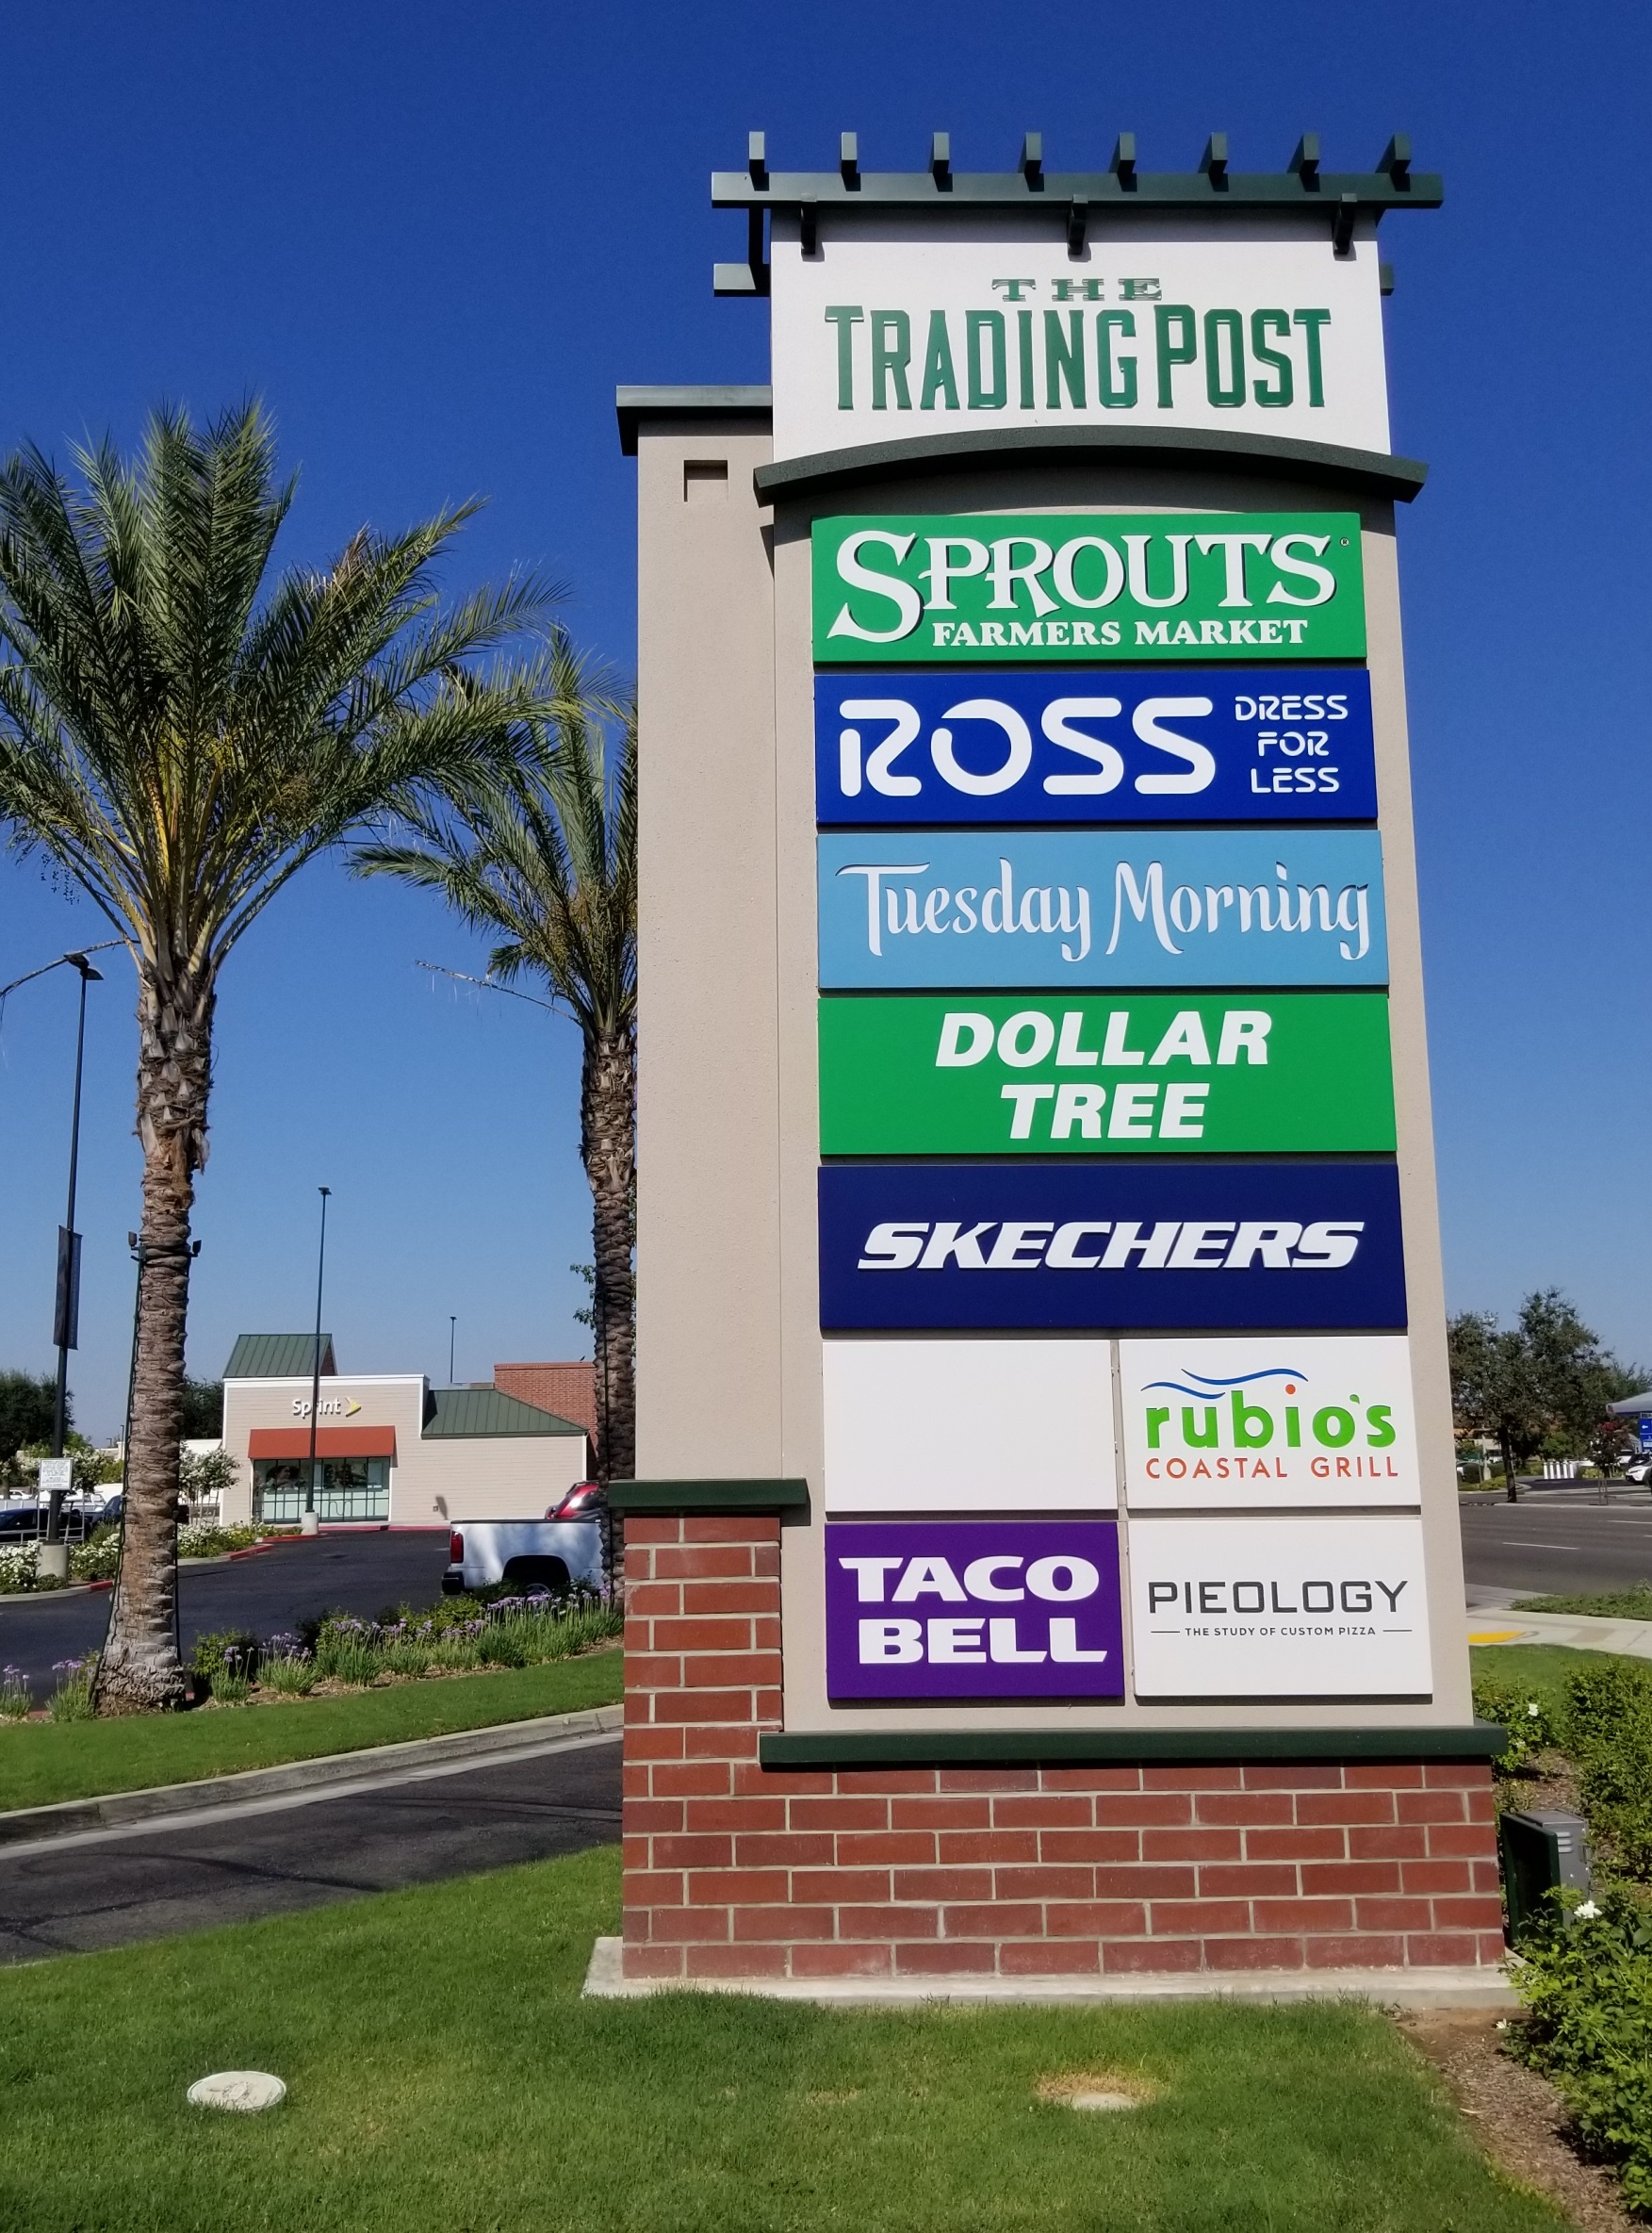 THE
TRADING POST
SPROUTS®
FARMERS MARKET
ROSS
DRESS
FOR
LESS
Tuesday Morning
DOLLAR
TREE
SKECHERS
rubio's
COASTAL GRILL
TACO
BELL
PIEOLOGY
THE STUDY OF CUSTOM PIZZA
Sprint